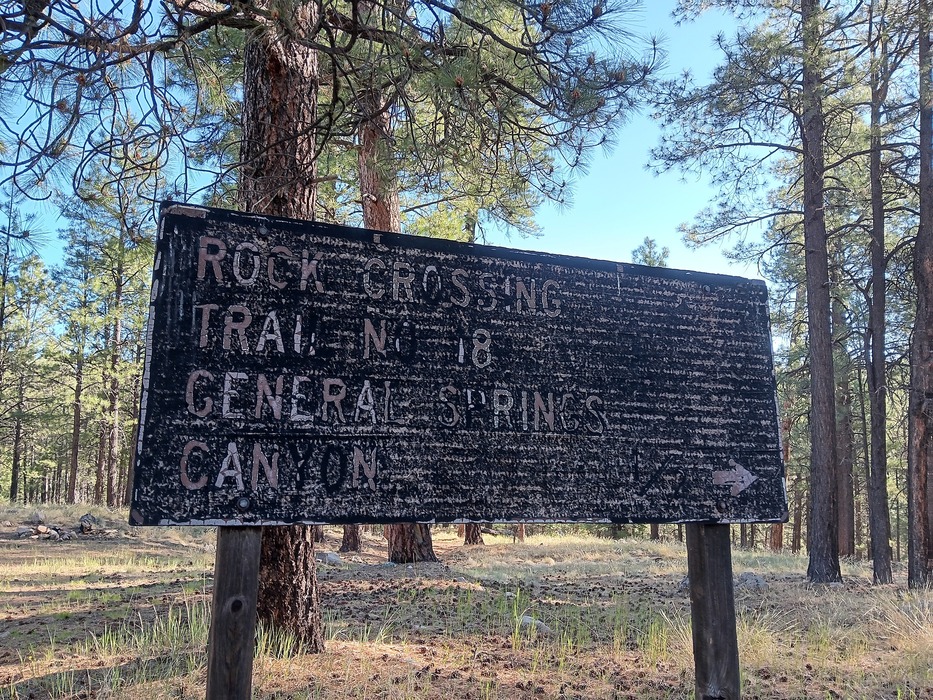 ROCK CROSSING
TRAIL NO 18
GENERAL SPRINGS
CANYON